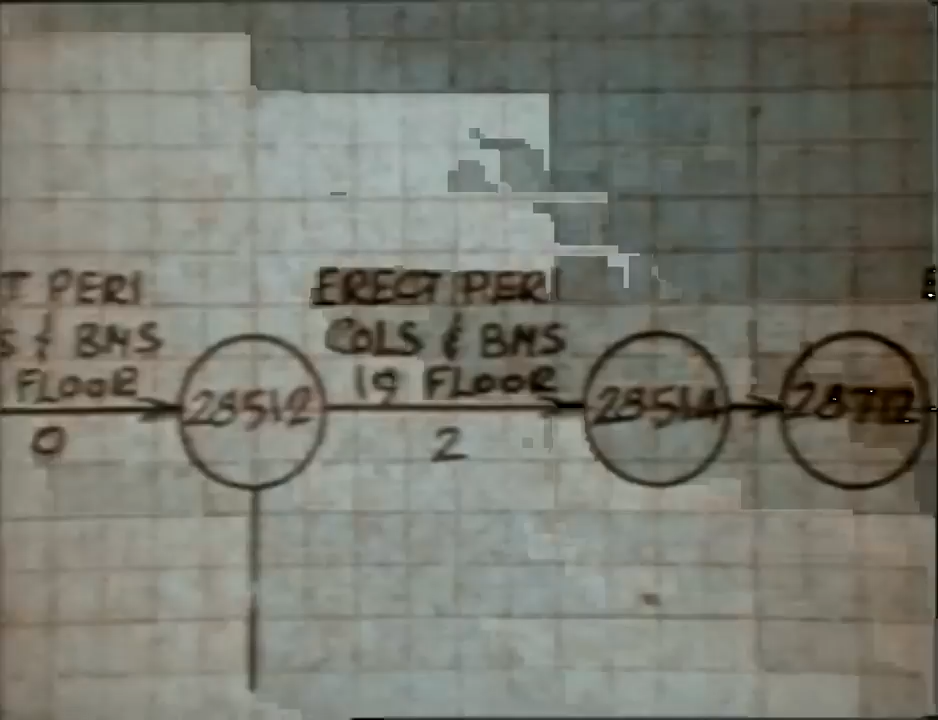 T PERI
S & BMS
FLOOR
0
28512
ERECT PERI
COLS & BMS
19 FLOOR
2
28514